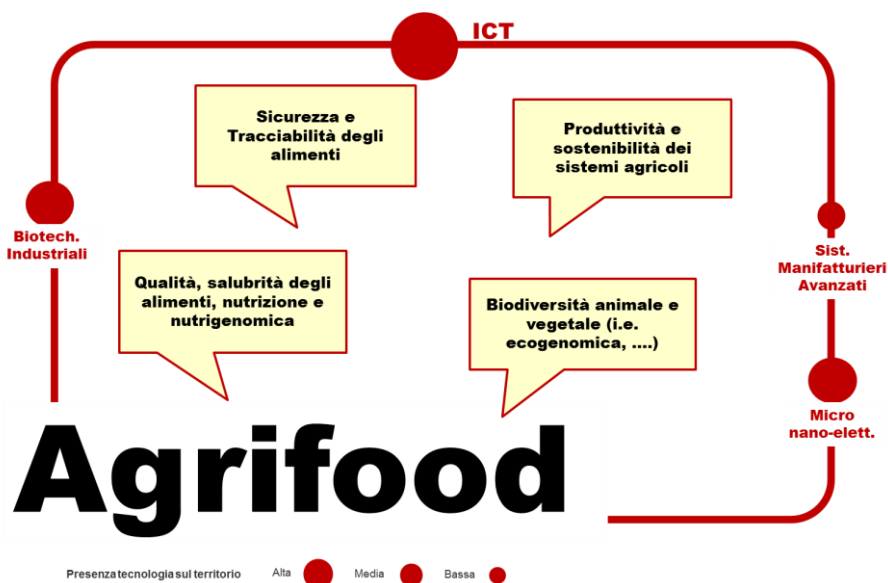 ICT
Sicurezza e
Tracciabilità degli
alimenti
Produttività e
sostenibilità dei
sistemi agricoli
Biotech.
Industriali
Sist.
Manifatturieri
Avanzati
Qualità, salubrità degli
alimenti, nutrizione e
nutrigenomica
Biodiversità animale e
vegetale (i.e.
ecogenomica, ....)
Micro
nano-elett.
Agrifood
Presenza tecnologia sul territorio Alta Media Bassa